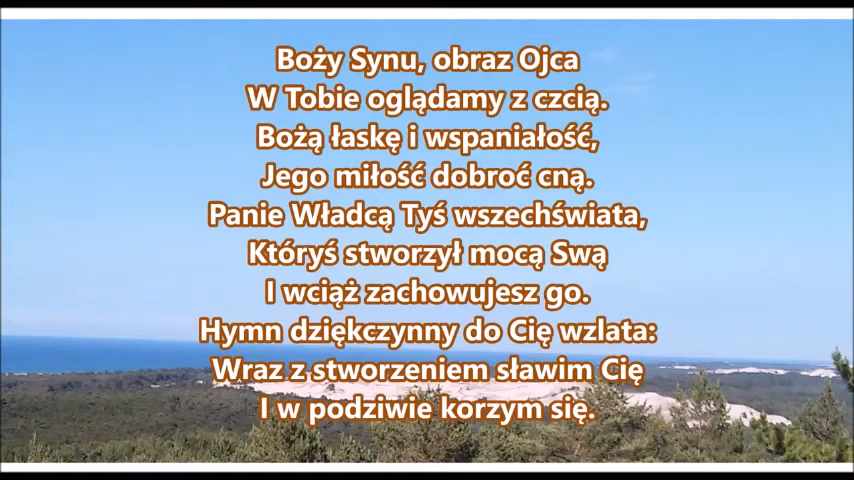 Boży Synu, obraz Ojca
W Tobie oglądamy z czcią.
Bożą łaskę i wspaniałość,
Jego miłość dobroć cną.
Panie Władcą Tyś wszechświata,
Któryś stworzył mocą Swą
I wciąż zachowujesz go.
Hymn dziękczynny do Cię wzlata:
Wraz z stworzeniem sławim Cię
I w podziwie korzym się.